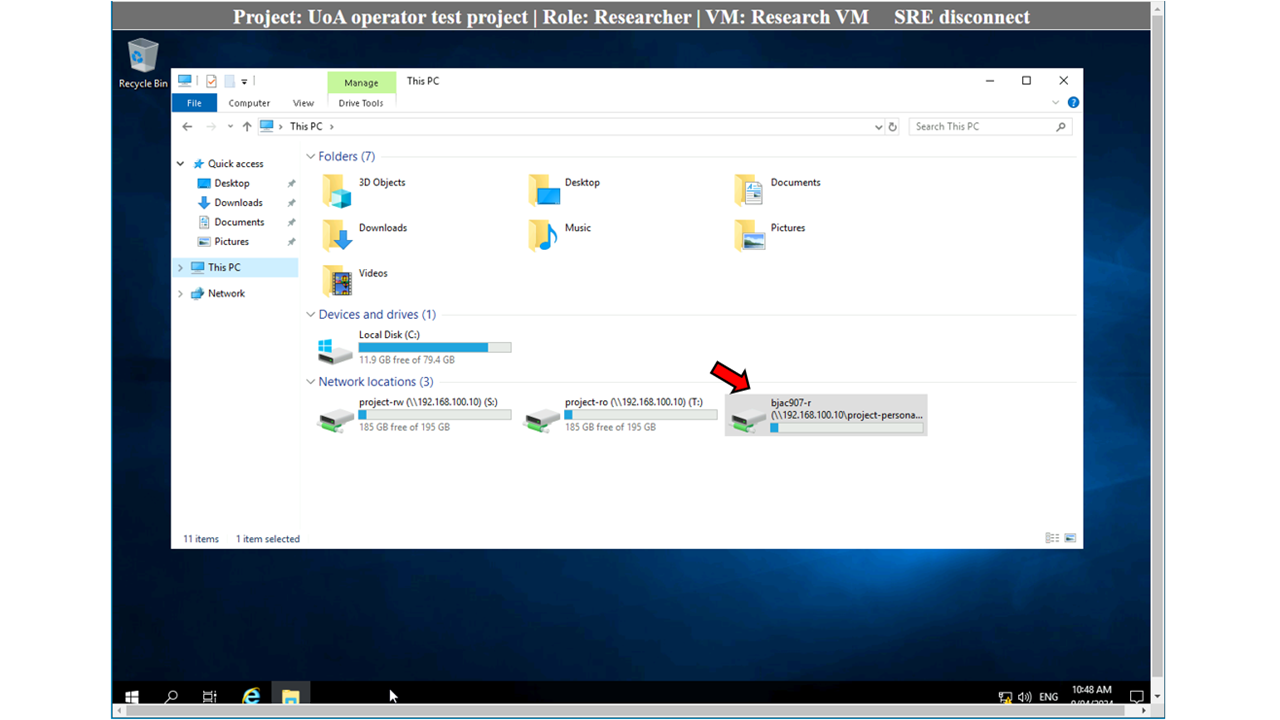 Project: UoA operator test project | Role: Researcher | VM: Research VM SRE disconnect
Recycle Bin
Manage
This PC
File
Computer
View
Drive Tools
This PC
Search This PC
Quick access
Desktop
Downloads
Documents
Pictures
This PC
Network
Folders (7)
3D Objects
Desktop
Documents
Downloads
Music
Pictures
Videos
Devices and drives (1)
Local Disk (C:)
11.9 GB free of 79.4 GB
Network locations (3)
project-rw (\\192.168.100.10) (S:)
185 GB free of 195 GB
project-ro (\\192.168.100.10) (T:)
185 GB free of 195 GB
bjac907-r
(\\192.168.100.10\project-persona...
11 items
1 item selected
ENG
10:48 AM